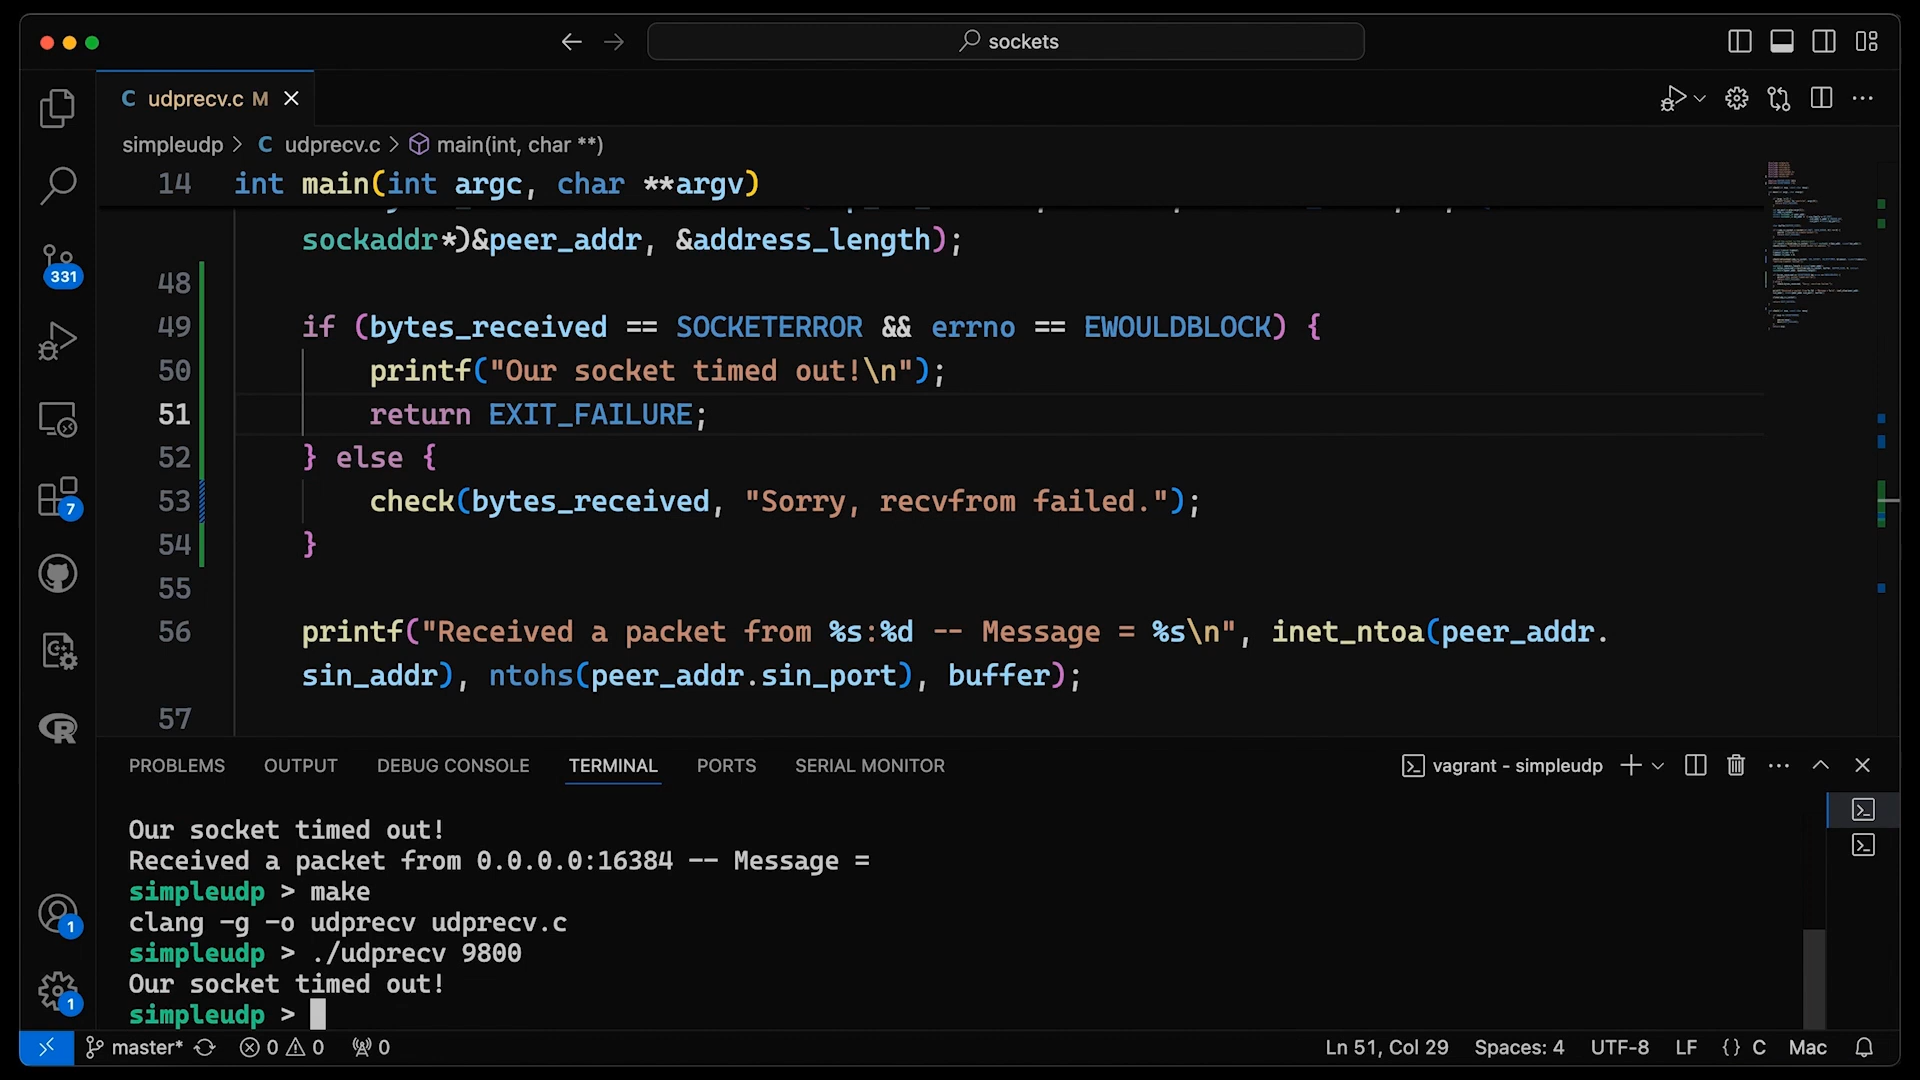 sockets
C udprecv.c M
simpleudp > C udprecv.c > main(int, char **)
14 int main(int argc, char **argv)
sockaddr*)&peer_addr, &address_length);
48
49 if (bytes_received == SOCKETERROR && errno == EWOULDBLOCK) {
50 printf("Our socket timed out!\n");
51 return EXIT_FAILURE;
52 } else {
53 check(bytes_received, "Sorry, recvfrom failed.");
54 }
55
56 printf("Received a packet from %s:%d -- Message = %s\n", inet_ntoa(peer_addr.
sin_addr), ntohs(peer_addr.sin_port), buffer);
57
331
7
1
1
PROBLEMS OUTPUT DEBUG CONSOLE TERMINAL PORTS SERIAL MONITOR vagrant - simpleudp
Our socket timed out!
Received a packet from 0.0.0.0:16384 -- Message =
simpleudp > make
clang -g -o udprecv udprecv.c
simpleudp > ./udprecv 9800
Our socket timed out!
simpleudp >
master* 0 0 0 Ln 51, Col 29 Spaces: 4 UTF-8 LF {} C Mac